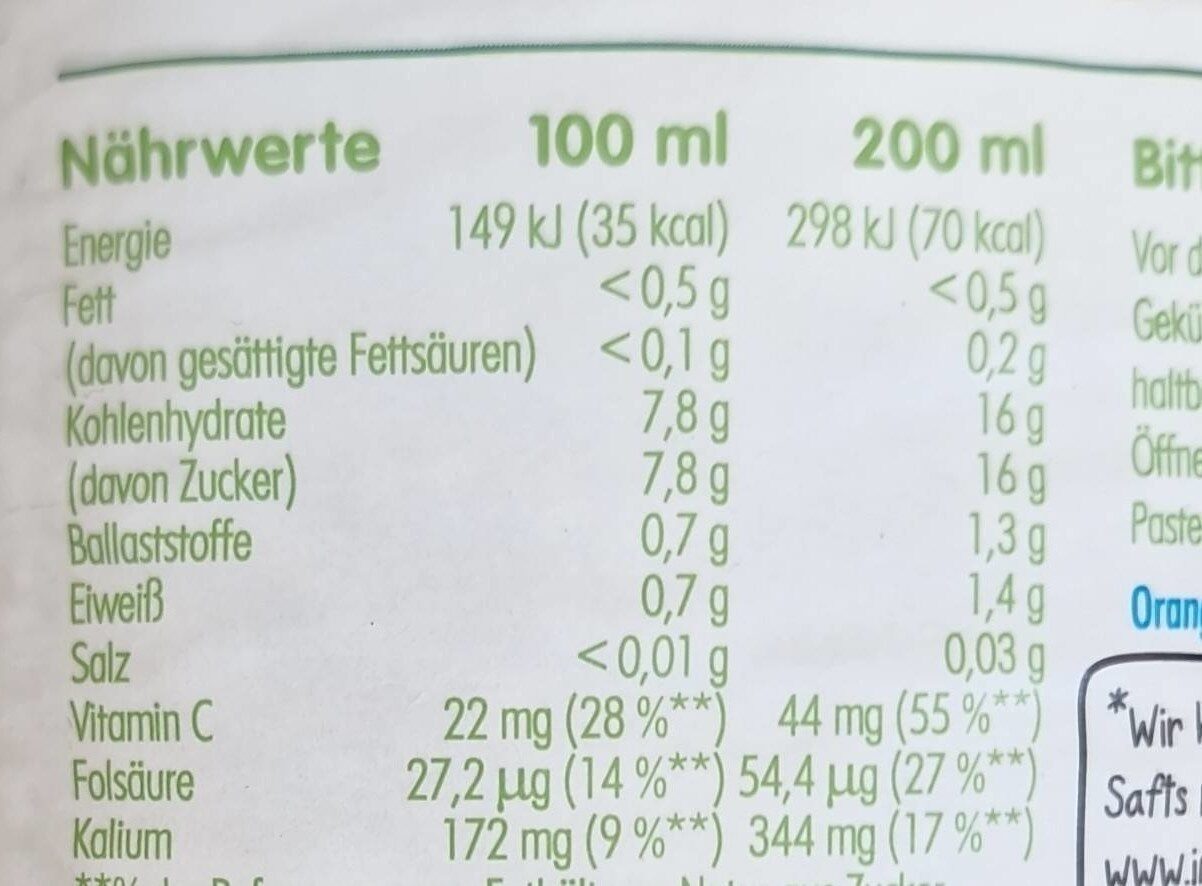 Nährwerte 100 ml 200 ml
Energie 149 kJ (35 kcal) 298 kJ (70 kcal)
Fett <0,5 g <0,5 g
(davon gesättigte Fettsäuren) <0,1 g 0,2 g
Kohlenhydrate 7,8 g 16 g
(davon Zucker) 7,8 g 16 g
Ballaststoffe 0,7 g 1,3 g
Eiweiß 0,7 g 1,4 g
Salz <0,01 g 0,03 g
Vitamin C 22 mg (28 %**) 44 mg (55 %**)
Folsäure 27,2 µg (14 %**) 54,4 µg (27 %**)
Kalium 172 mg (9 %**) 344 mg (17 %**)
Vor
*Wir
Safts